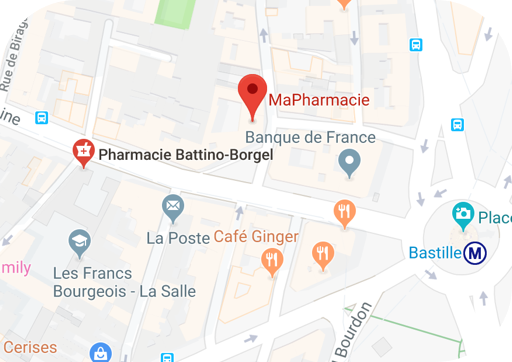 Rue de Birag
MaPharmacie
ine
Banque de France
Pharmacie Battino-Borgel
Place
La Poste
Café Ginger
Bastille
M
mily
Les Francs
Bourgeois - La Salle
Bourdon
Cerises